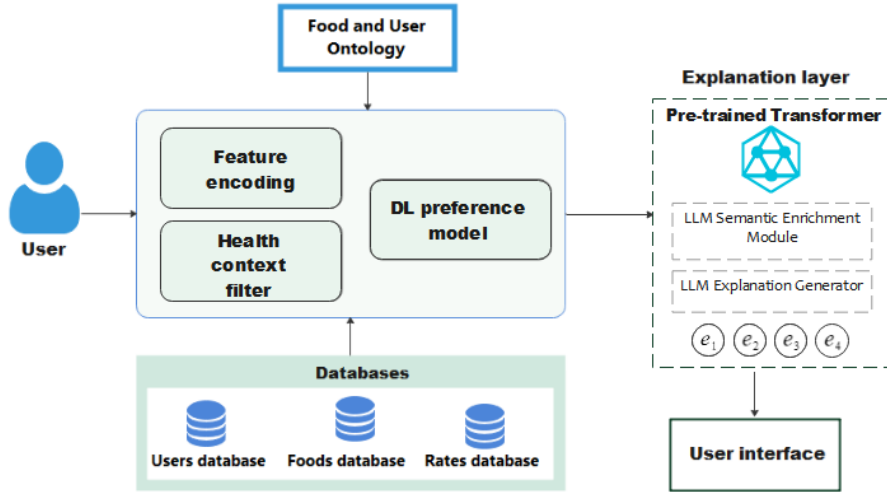 Food and User
Ontology
User
Feature
encoding
Health
context
filter
DL preference
model
Databases
Users database
Foods database
Rates database
Explanation layer
Pre-trained Transformer
LLM Semantic Enrichment
Module
LLM Explanation Generator
e1 e2 e3 e4
User interface